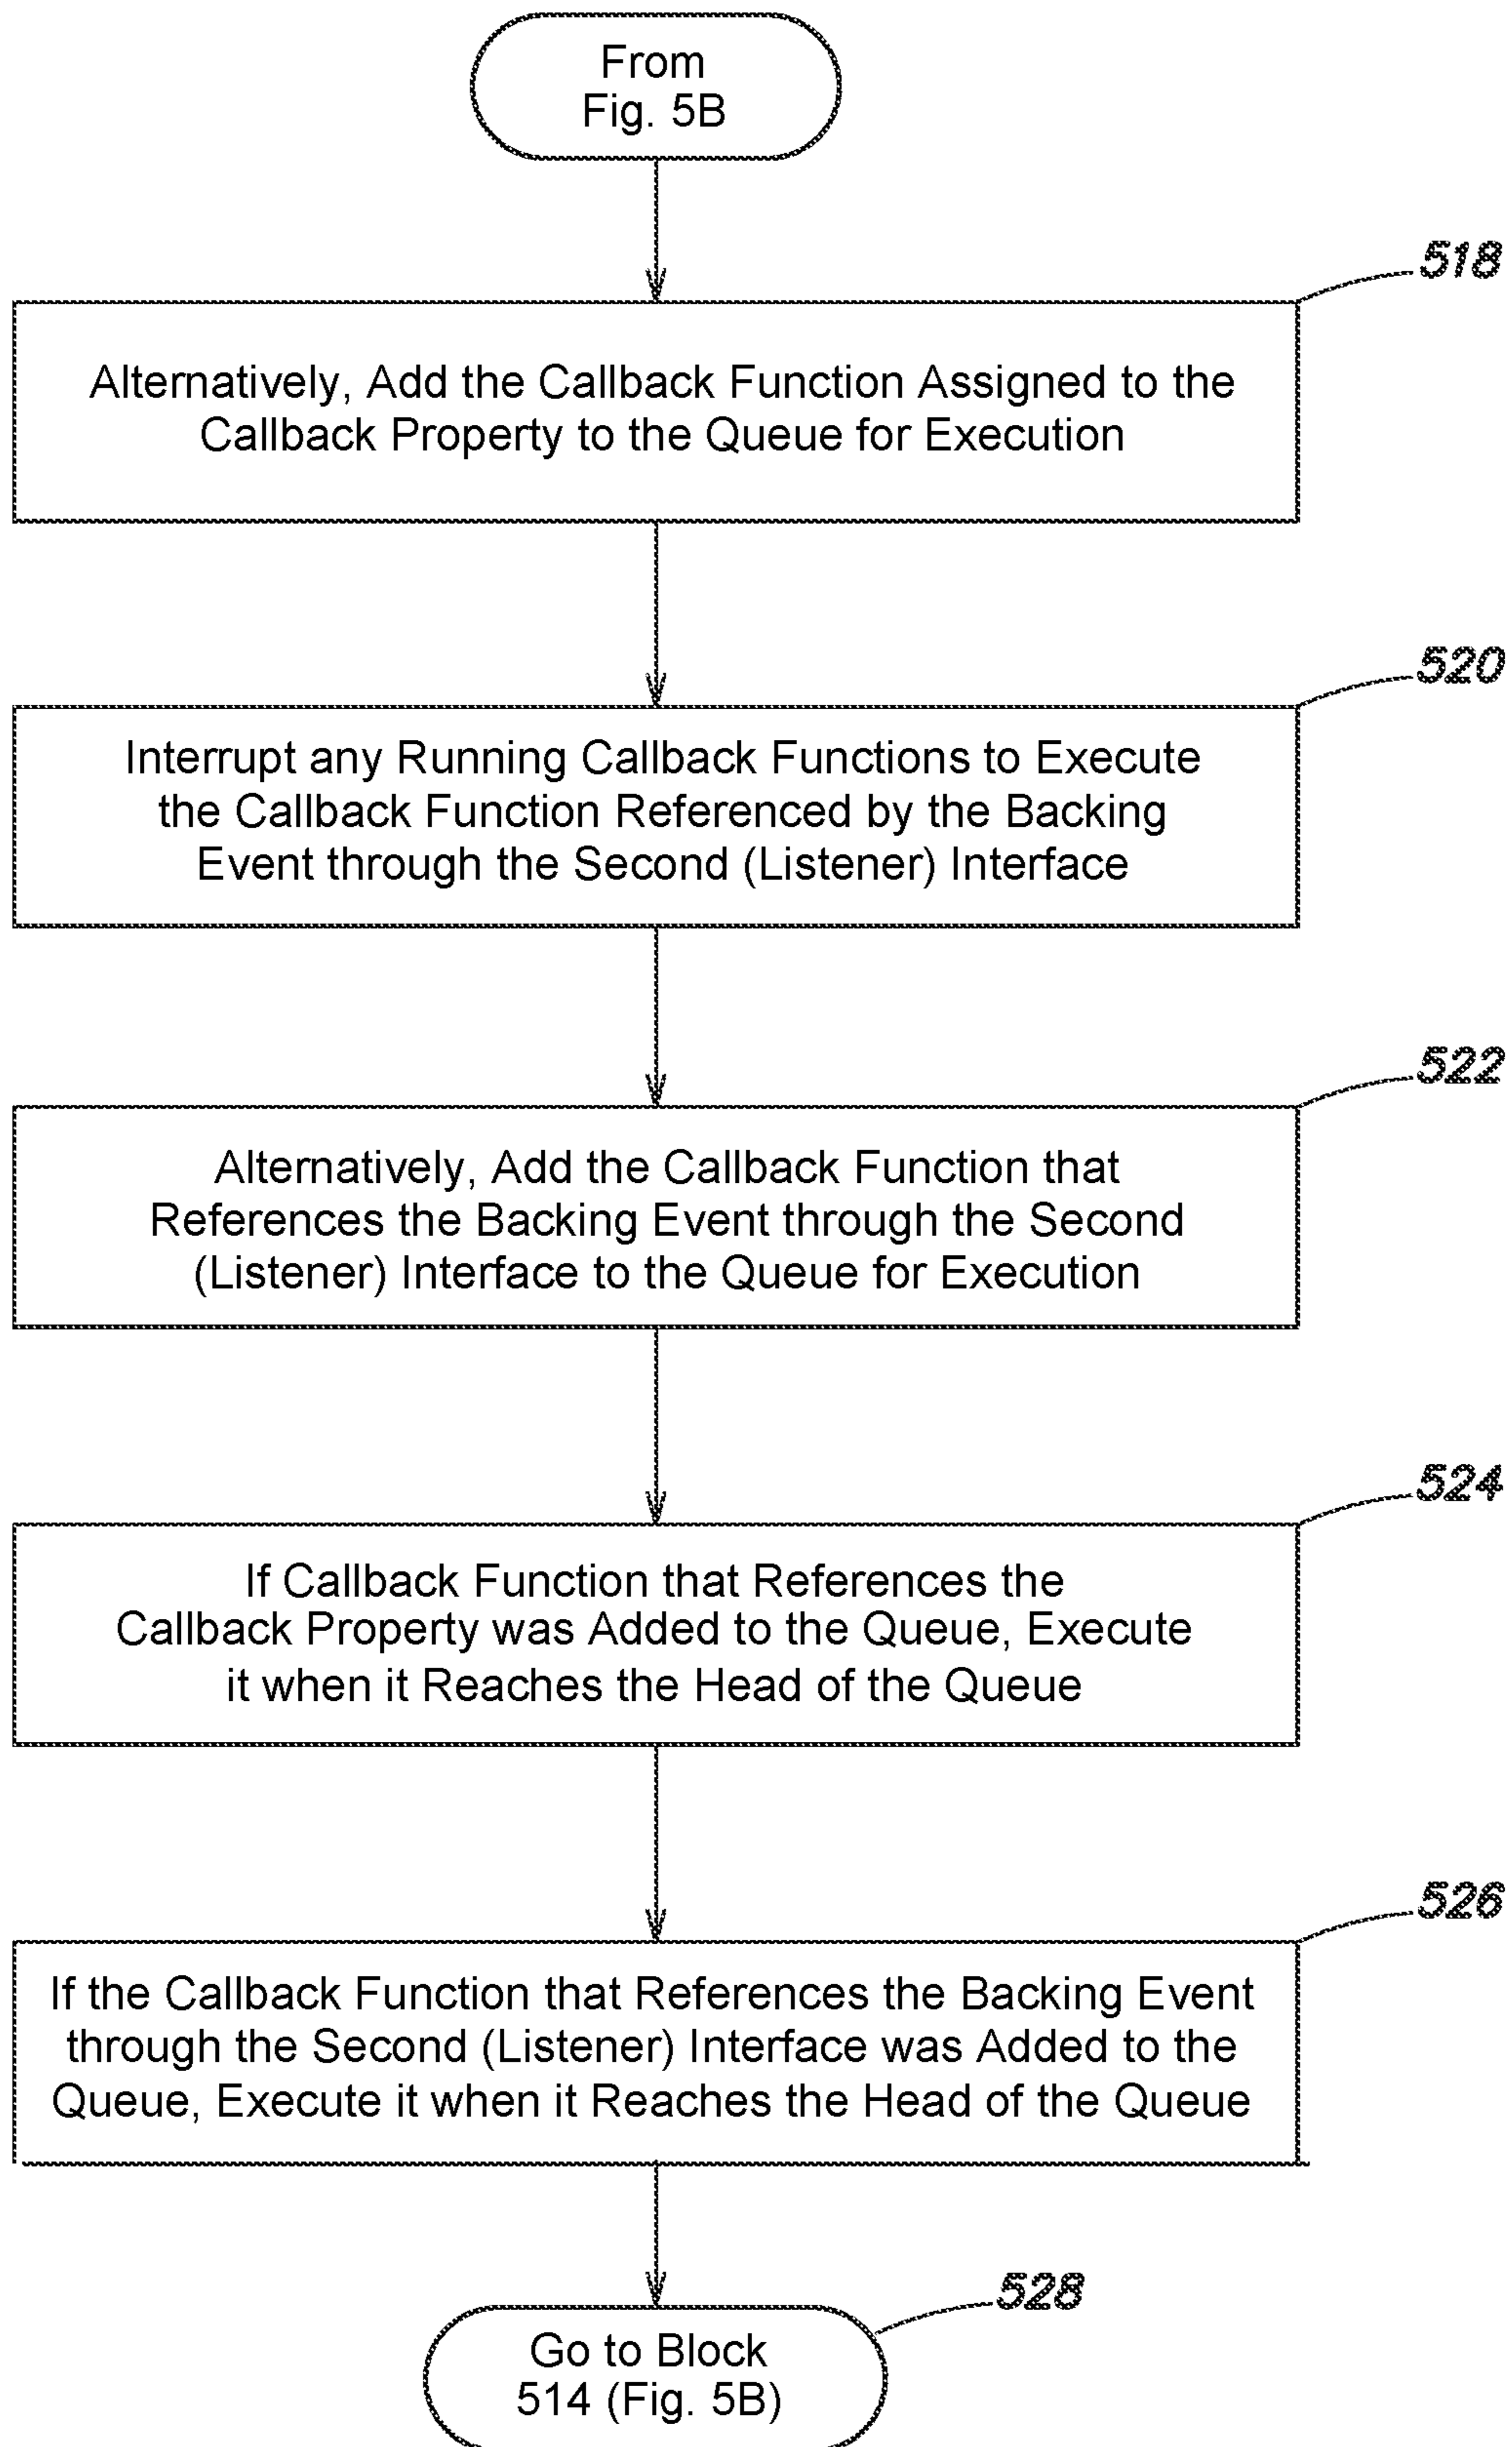 From
Fig. 5B
518
Alternatively, Add the Callback Function Assigned to the
Callback Property to the Queue for Execution
520
Interrupt any Running Callback Functions to Execute
the Callback Function Referenced by the Backing
Event through the Second (Listener) Interface
522
Alternatively, Add the Callback Function that
References the Backing Event through the Second
(Listener) Interface to the Queue for Execution
524
If Callback Function that References the
Callback Property was Added to the Queue, Execute
it when it Reaches the Head of the Queue
526
If the Callback Function that References the Backing Event
through the Second (Listener) Interface was Added to the
Queue, Execute it when it Reaches the Head of the Queue
528
Go to Block
514 (Fig. 5B)